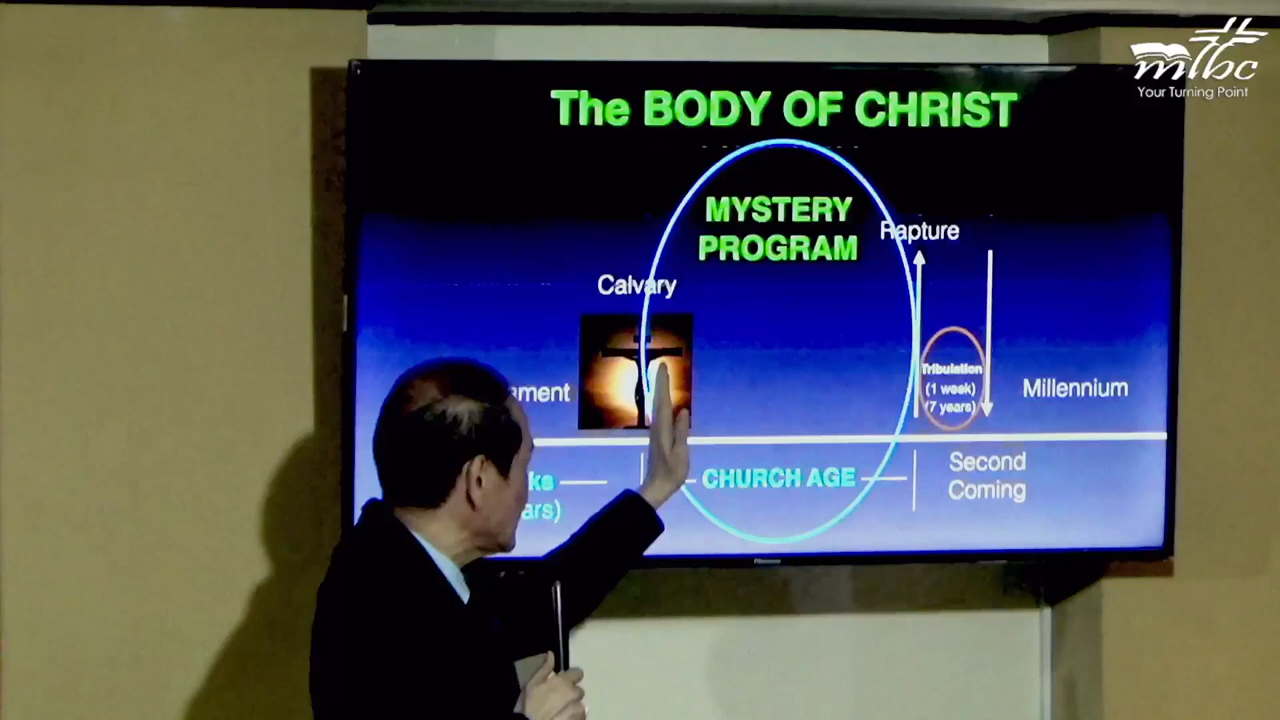 mtbc
Your Turning Point
The BODY OF CHRIST
MYSTERY
PROGRAM
Rapture
Calvary
Tribulation
(1 week)
(7 years)
Millennium
CHURCH AGE
Second
Coming